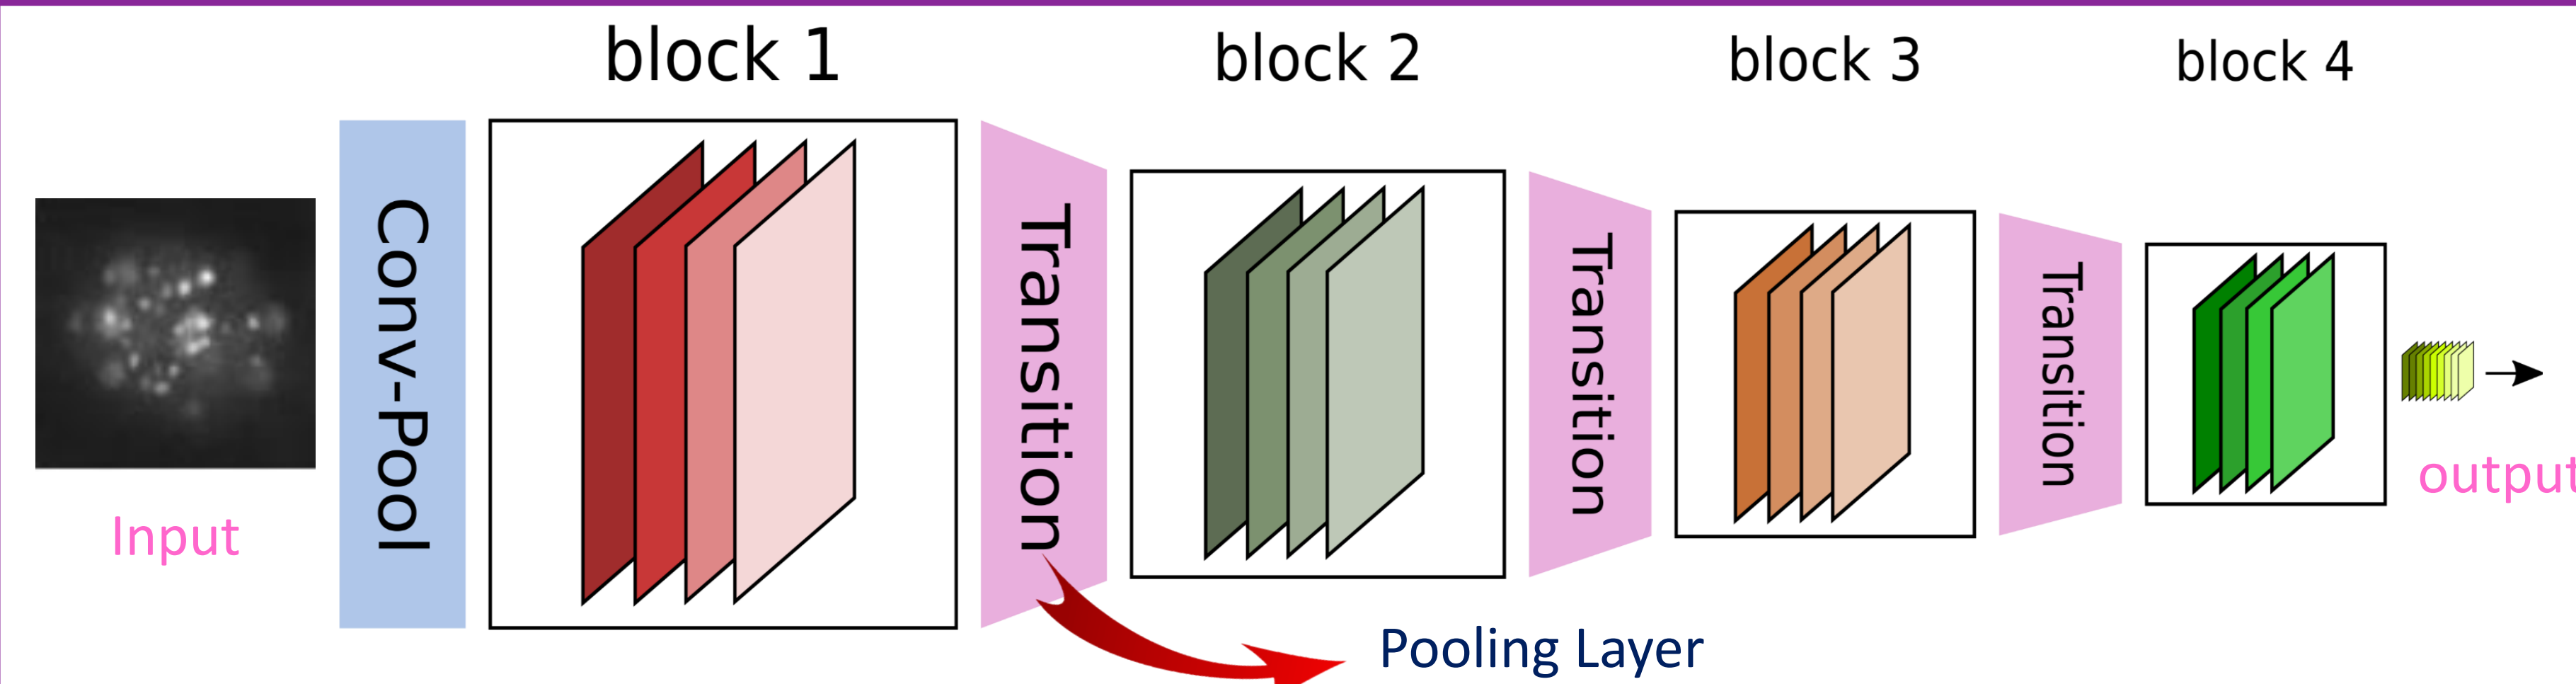 block 1
block 2
block 3
block 4
Conv-Pool
Transition
Transition
Transition
Input
output
Pooling Layer